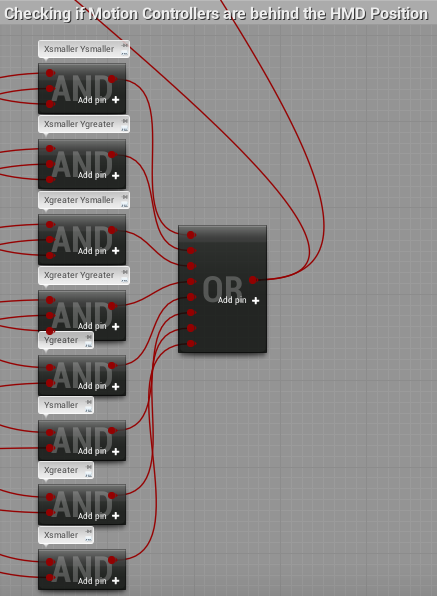 Checking if Motion Controllers are behind the HMD Position
Xsmaller Ysmaller
AND
Add pin +
Xsmaller Ygreater
AND
Add pin +
Xgreater Ysmaller
AND
Add pin +
Xgreater Ygreater
AND
Add pin +
Ygreater
AND
Add pin +
Ysmaller
AND
Add pin +
Xgreater
AND
Add pin +
Xsmaller
AND
Add pin +
OR
Add pin +